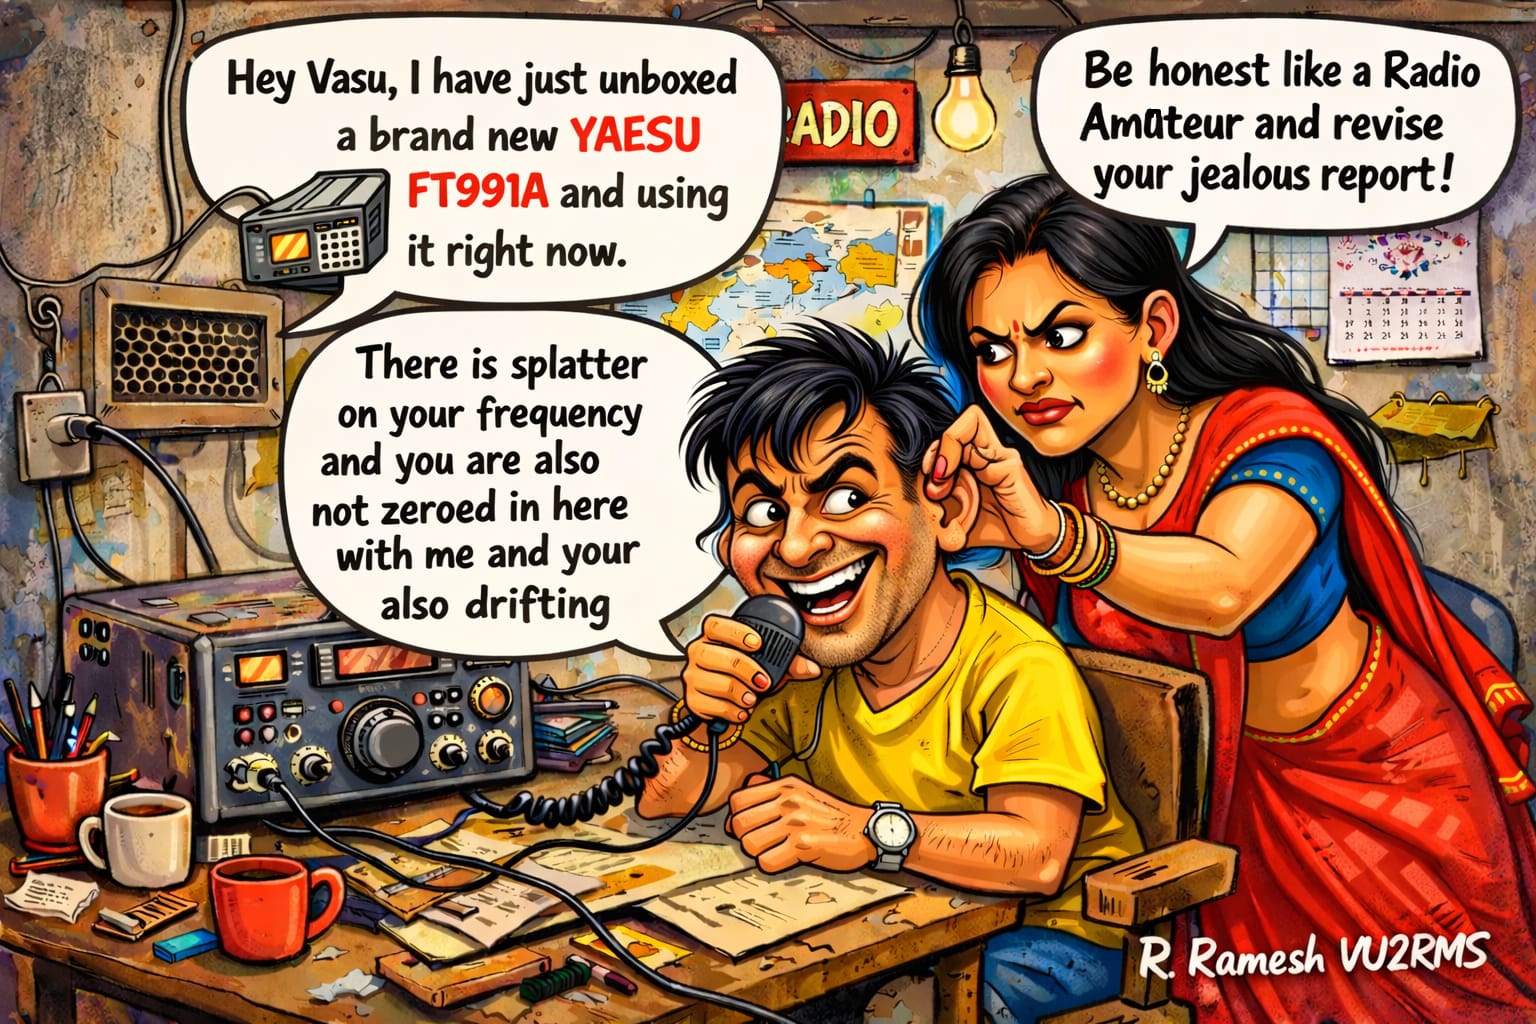 Hey Vasu, I have just unboxed
a brand new YAESU
FT991A and using
it right now.
RADIO
Be honest like a Radio
Amateur and revise
your jealous report!
There is splatter
on your frequency
and you are also
not zeroed in here
with me and your
also drifting
R. Ramesh VU2RMS